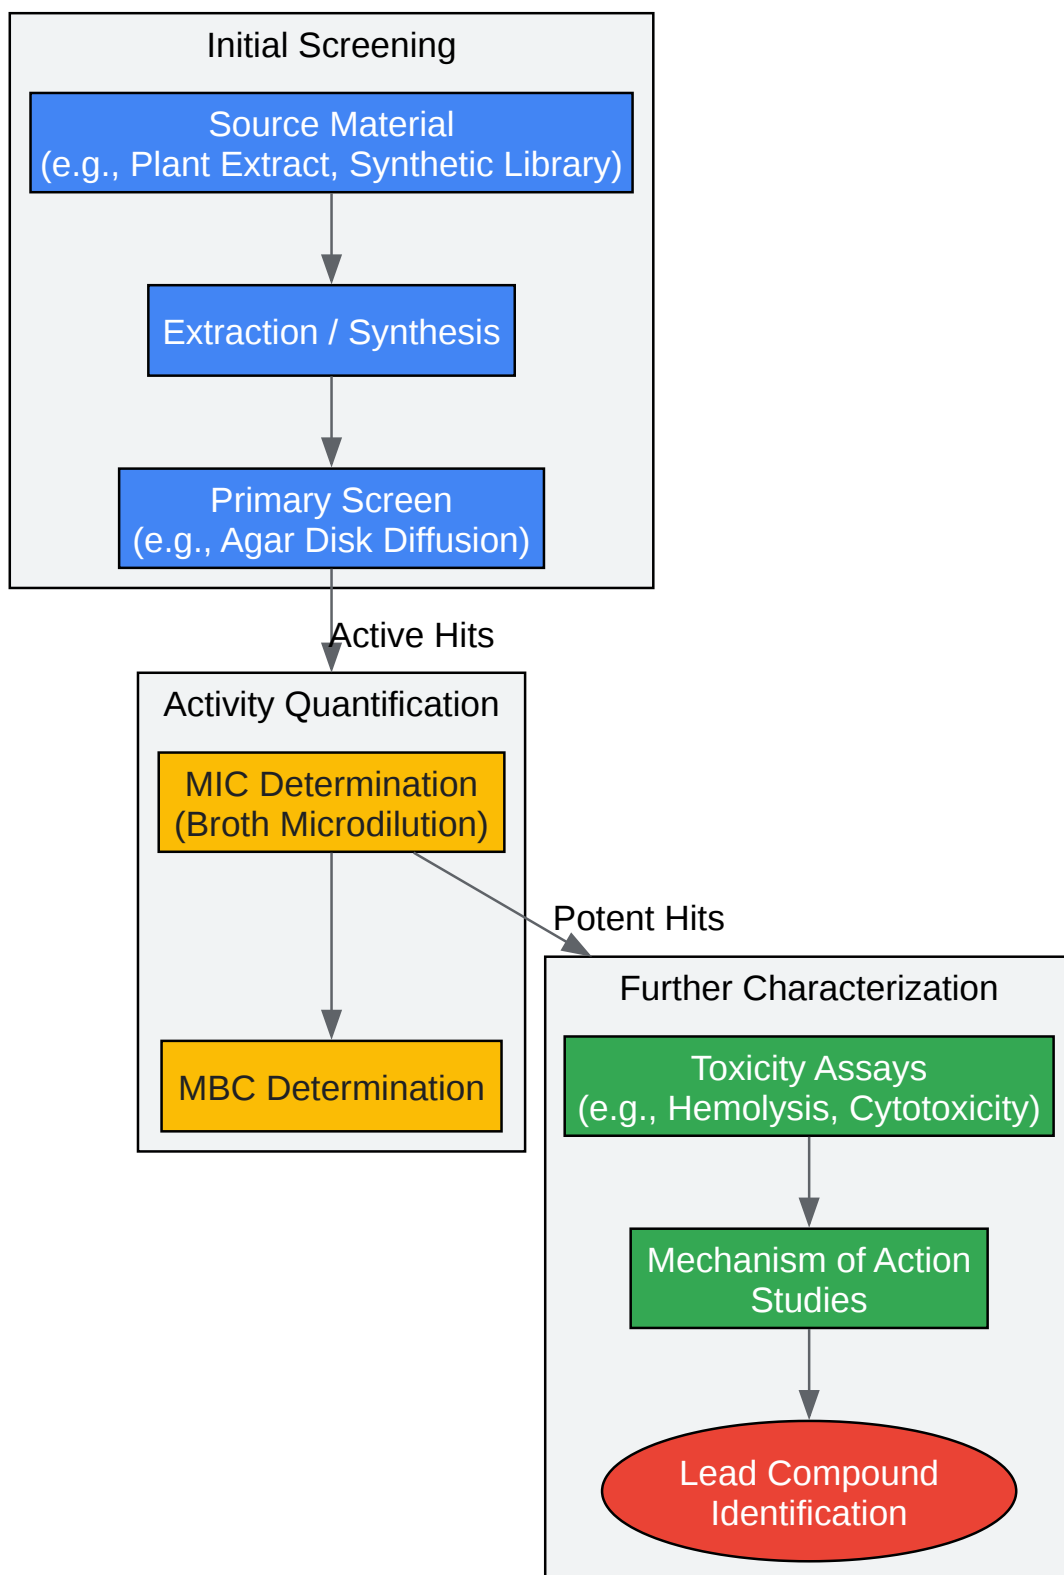 Initial Screening
Source Material
(e.g., Plant Extract, Synthetic Library)
Extraction / Synthesis
Primary Screen
(e.g., Agar Disk Diffusion)
Active Hits
Activity Quantification
MIC Determination
(Broth Microdilution)
Potent Hits
Further Characterization
MBC Determination
Toxicity Assays
(e.g., Hemolysis, Cytotoxicity)
Mechanism of Action
Studies
Lead Compound
Identification